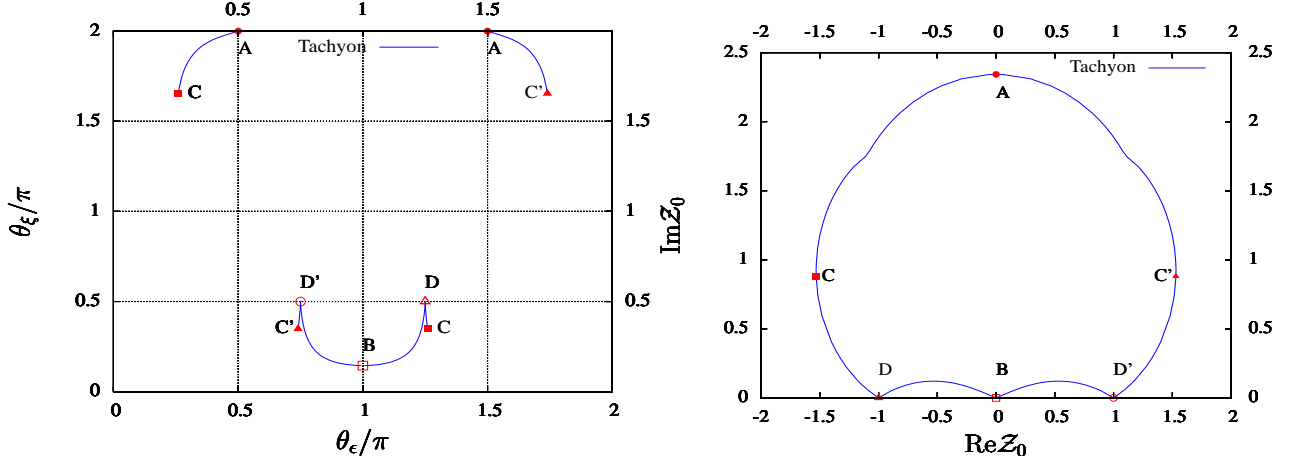 0.5 1 1.5
2 A Tachyon A
C C'
1.5 1.5
1 1
θξ/π
D' D
0.5 0.5
C' B C
0
0 0.5 1 1.5 2
θϵ/π
-2 -1.5 -1 -0.5 0 0.5 1 1.5 2
2.5 Tachyon 2.5
A
2 2
1.5 1.5
Im𝒵0
1 C C' 1
0.5 0.5
D B D'
0 0
-2 -1.5 -1 -0.5 0 0.5 1 1.5 2
Re𝒵0